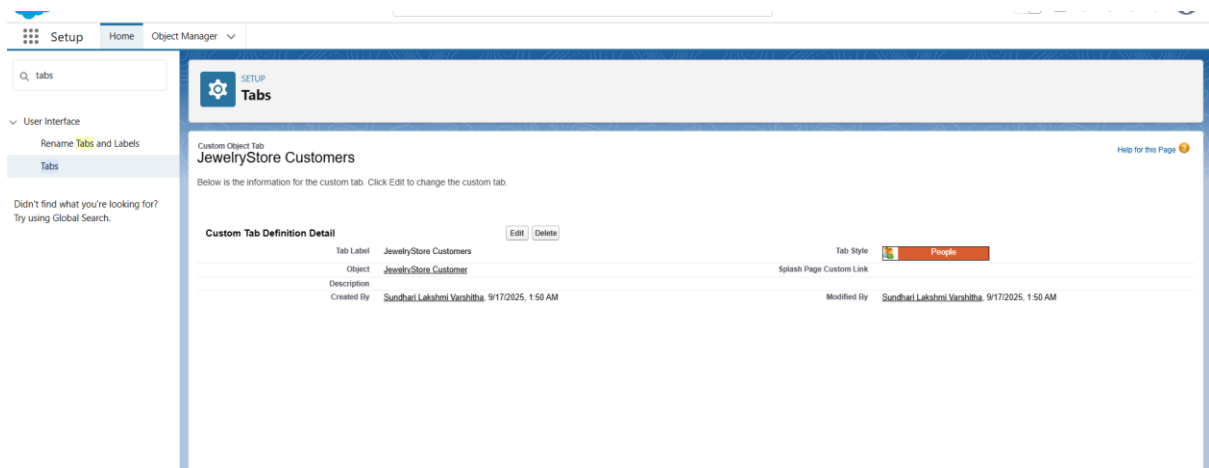 Setup Home Object Manager
tabs
User Interface
Rename Tabs and Labels
Tabs
Didn't find what you're looking for?
Try using Global Search.
SETUP
Tabs
Custom Object Tab
JewelryStore Customers
Help for this Page
Below is the information for the custom tab. Click Edit to change the custom tab.
Custom Tab Definition Detail Edit Delete
Tab Label JewelryStore Customers Tab Style People
Object JewelryStore Customer Splash Page Custom Link
Description
Created By Sundhari Lakshmi Varshitha, 9/17/2025, 1:50 AM Modified By Sundhari Lakshmi Varshitha, 9/17/2025, 1:50 AM